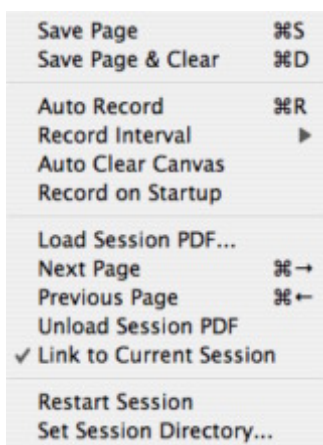 Save Page ⌘S
Save Page & Clear ⌘D
Auto Record ⌘R
Record Interval ▶
Auto Clear Canvas
Record on Startup
Load Session PDF...
Next Page ⌘→
Previous Page ⌘←
Unload Session PDF
✓ Link to Current Session
Restart Session
Set Session Directory...